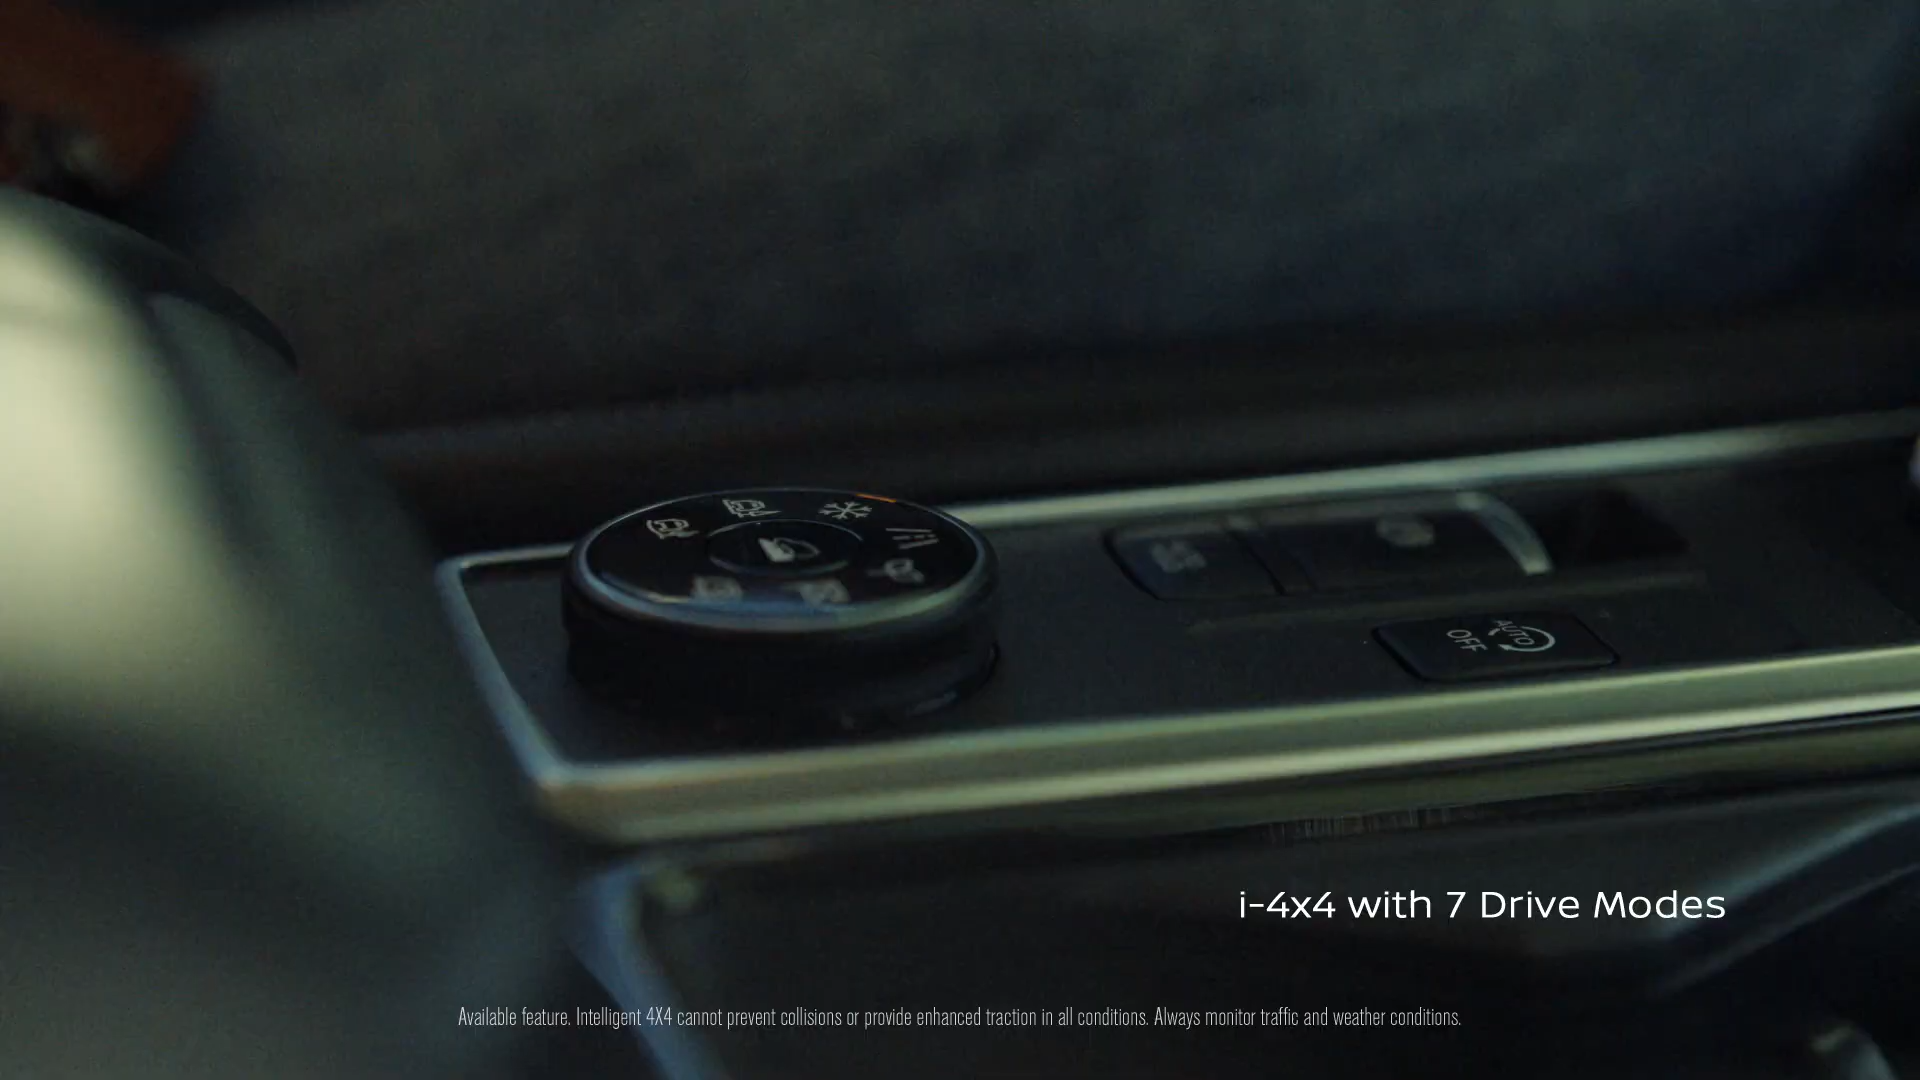 AUTO
OFF
i-4x4 with 7 Drive Modes
Available feature. Intelligent 4X4 cannot prevent collisions or provide enhanced traction in all conditions. Always monitor traffic and weather conditions.